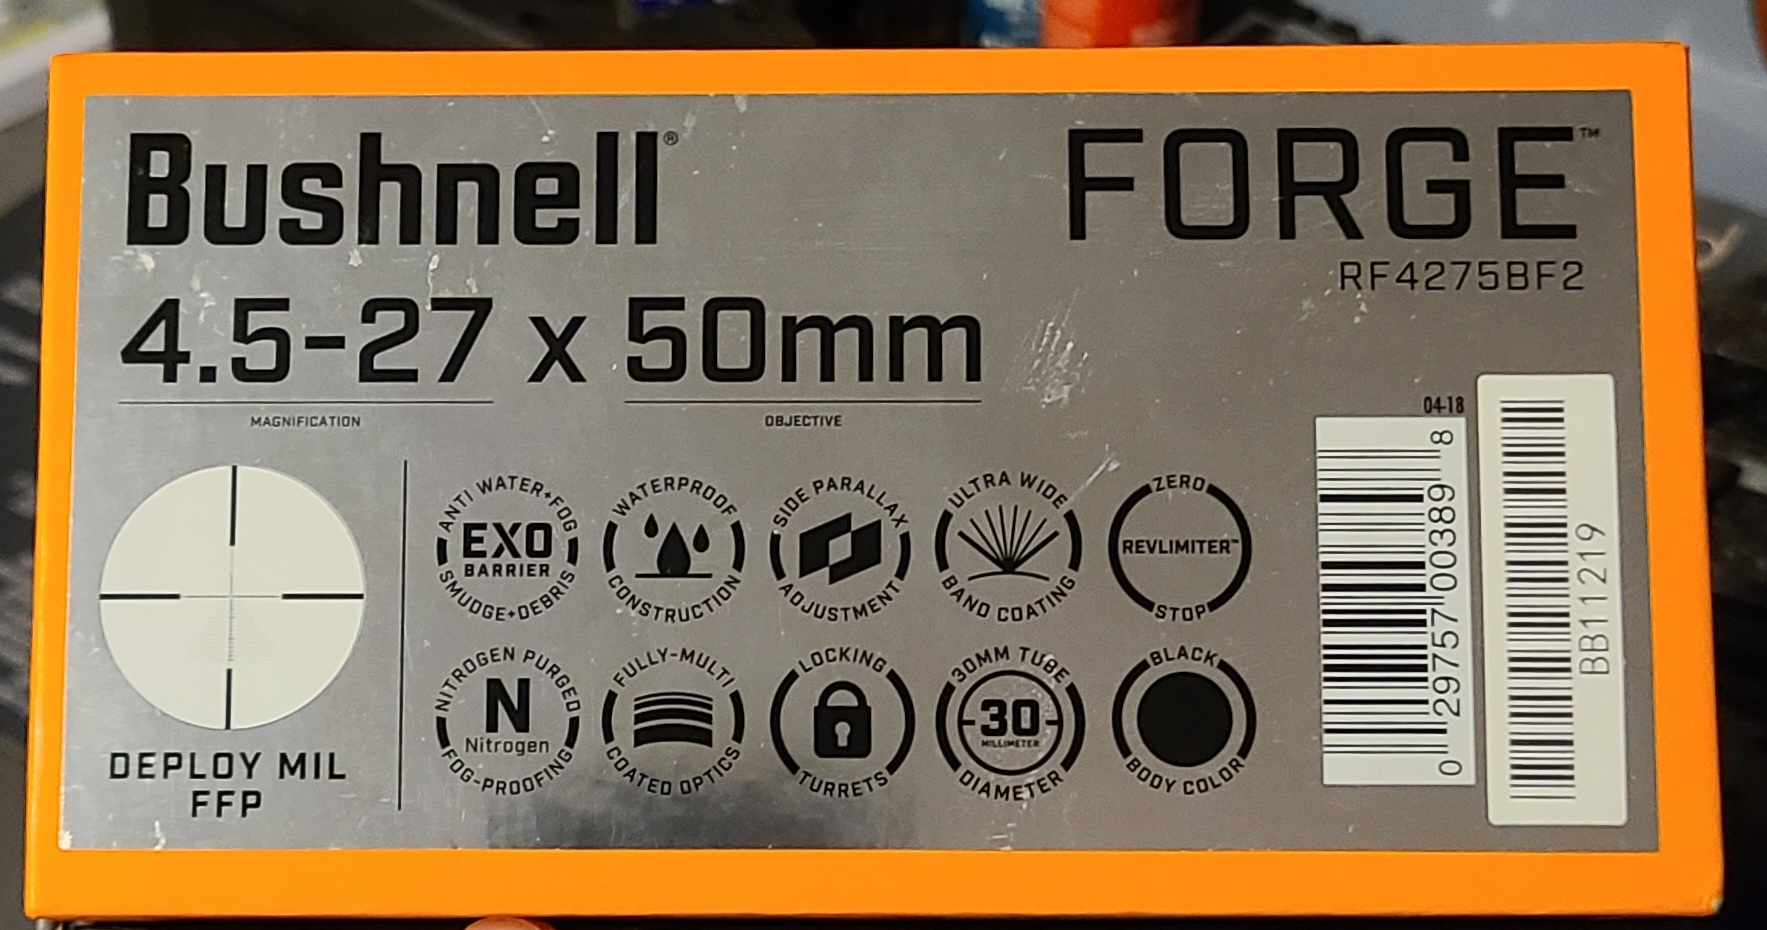 Bushnell®
FORGE™
RF4275BF2
4.5-27 x 50mm
MAGNIFICATION
OBJECTIVE
DEPLOY MIL
FFP
ANTI WATER+FOG
EXO
BARRIER
SMUDGE+DEBRIS
WATERPROOF
CONSTRUCTION
SIDE PARALLAX
ADJUSTMENT
ULTRA WIDE
BAND COATING
ZERO
REVLIMITER™
STOP
NITROGEN PURGED
N
Nitrogen
FOG-PROOFING
FULLY-MULTI
COATED OPTICS
LOCKING
TURRETS
30MM TUBE
-30-
MILLIMETER
DIAMETER
BLACK
BODY COLOR
04-18
0 29757 00389 8
BB11219